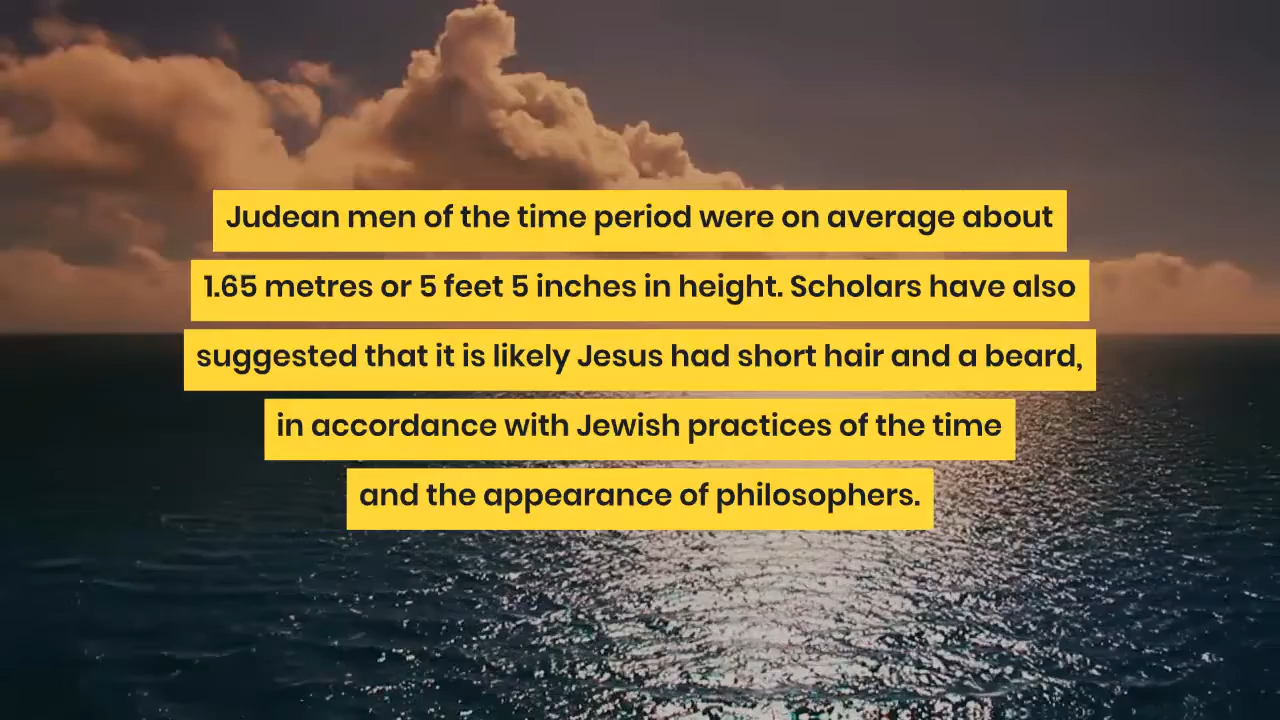 Judean men of the time period were on average about
1.65 metres or 5 feet 5 inches in height. Scholars have also
suggested that it is likely Jesus had short hair and a beard,
in accordance with Jewish practices of the time
and the appearance of philosophers.